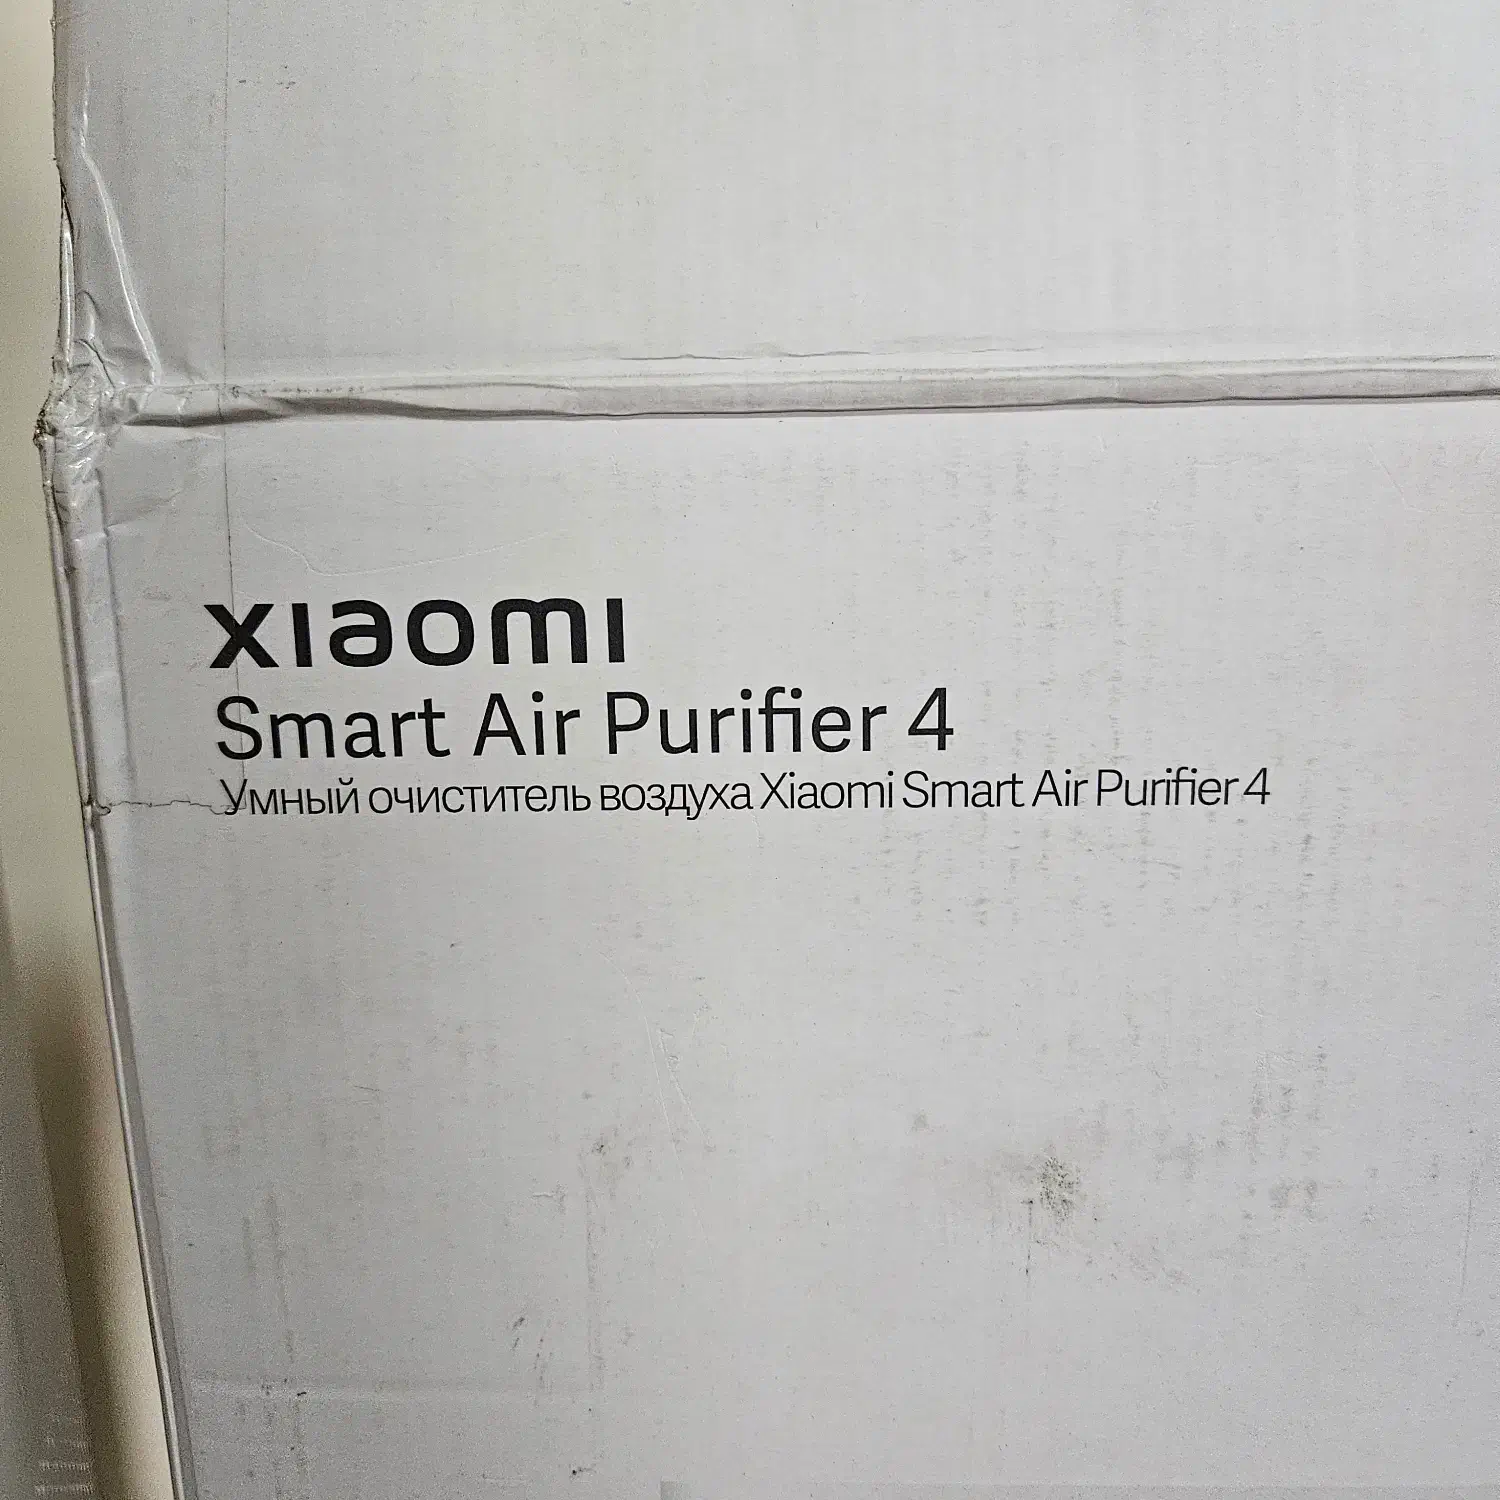 xiaomi
Smart Air Purifier 4
Умный очиститель воздуха Xiaomi Smart Air Purifier 4